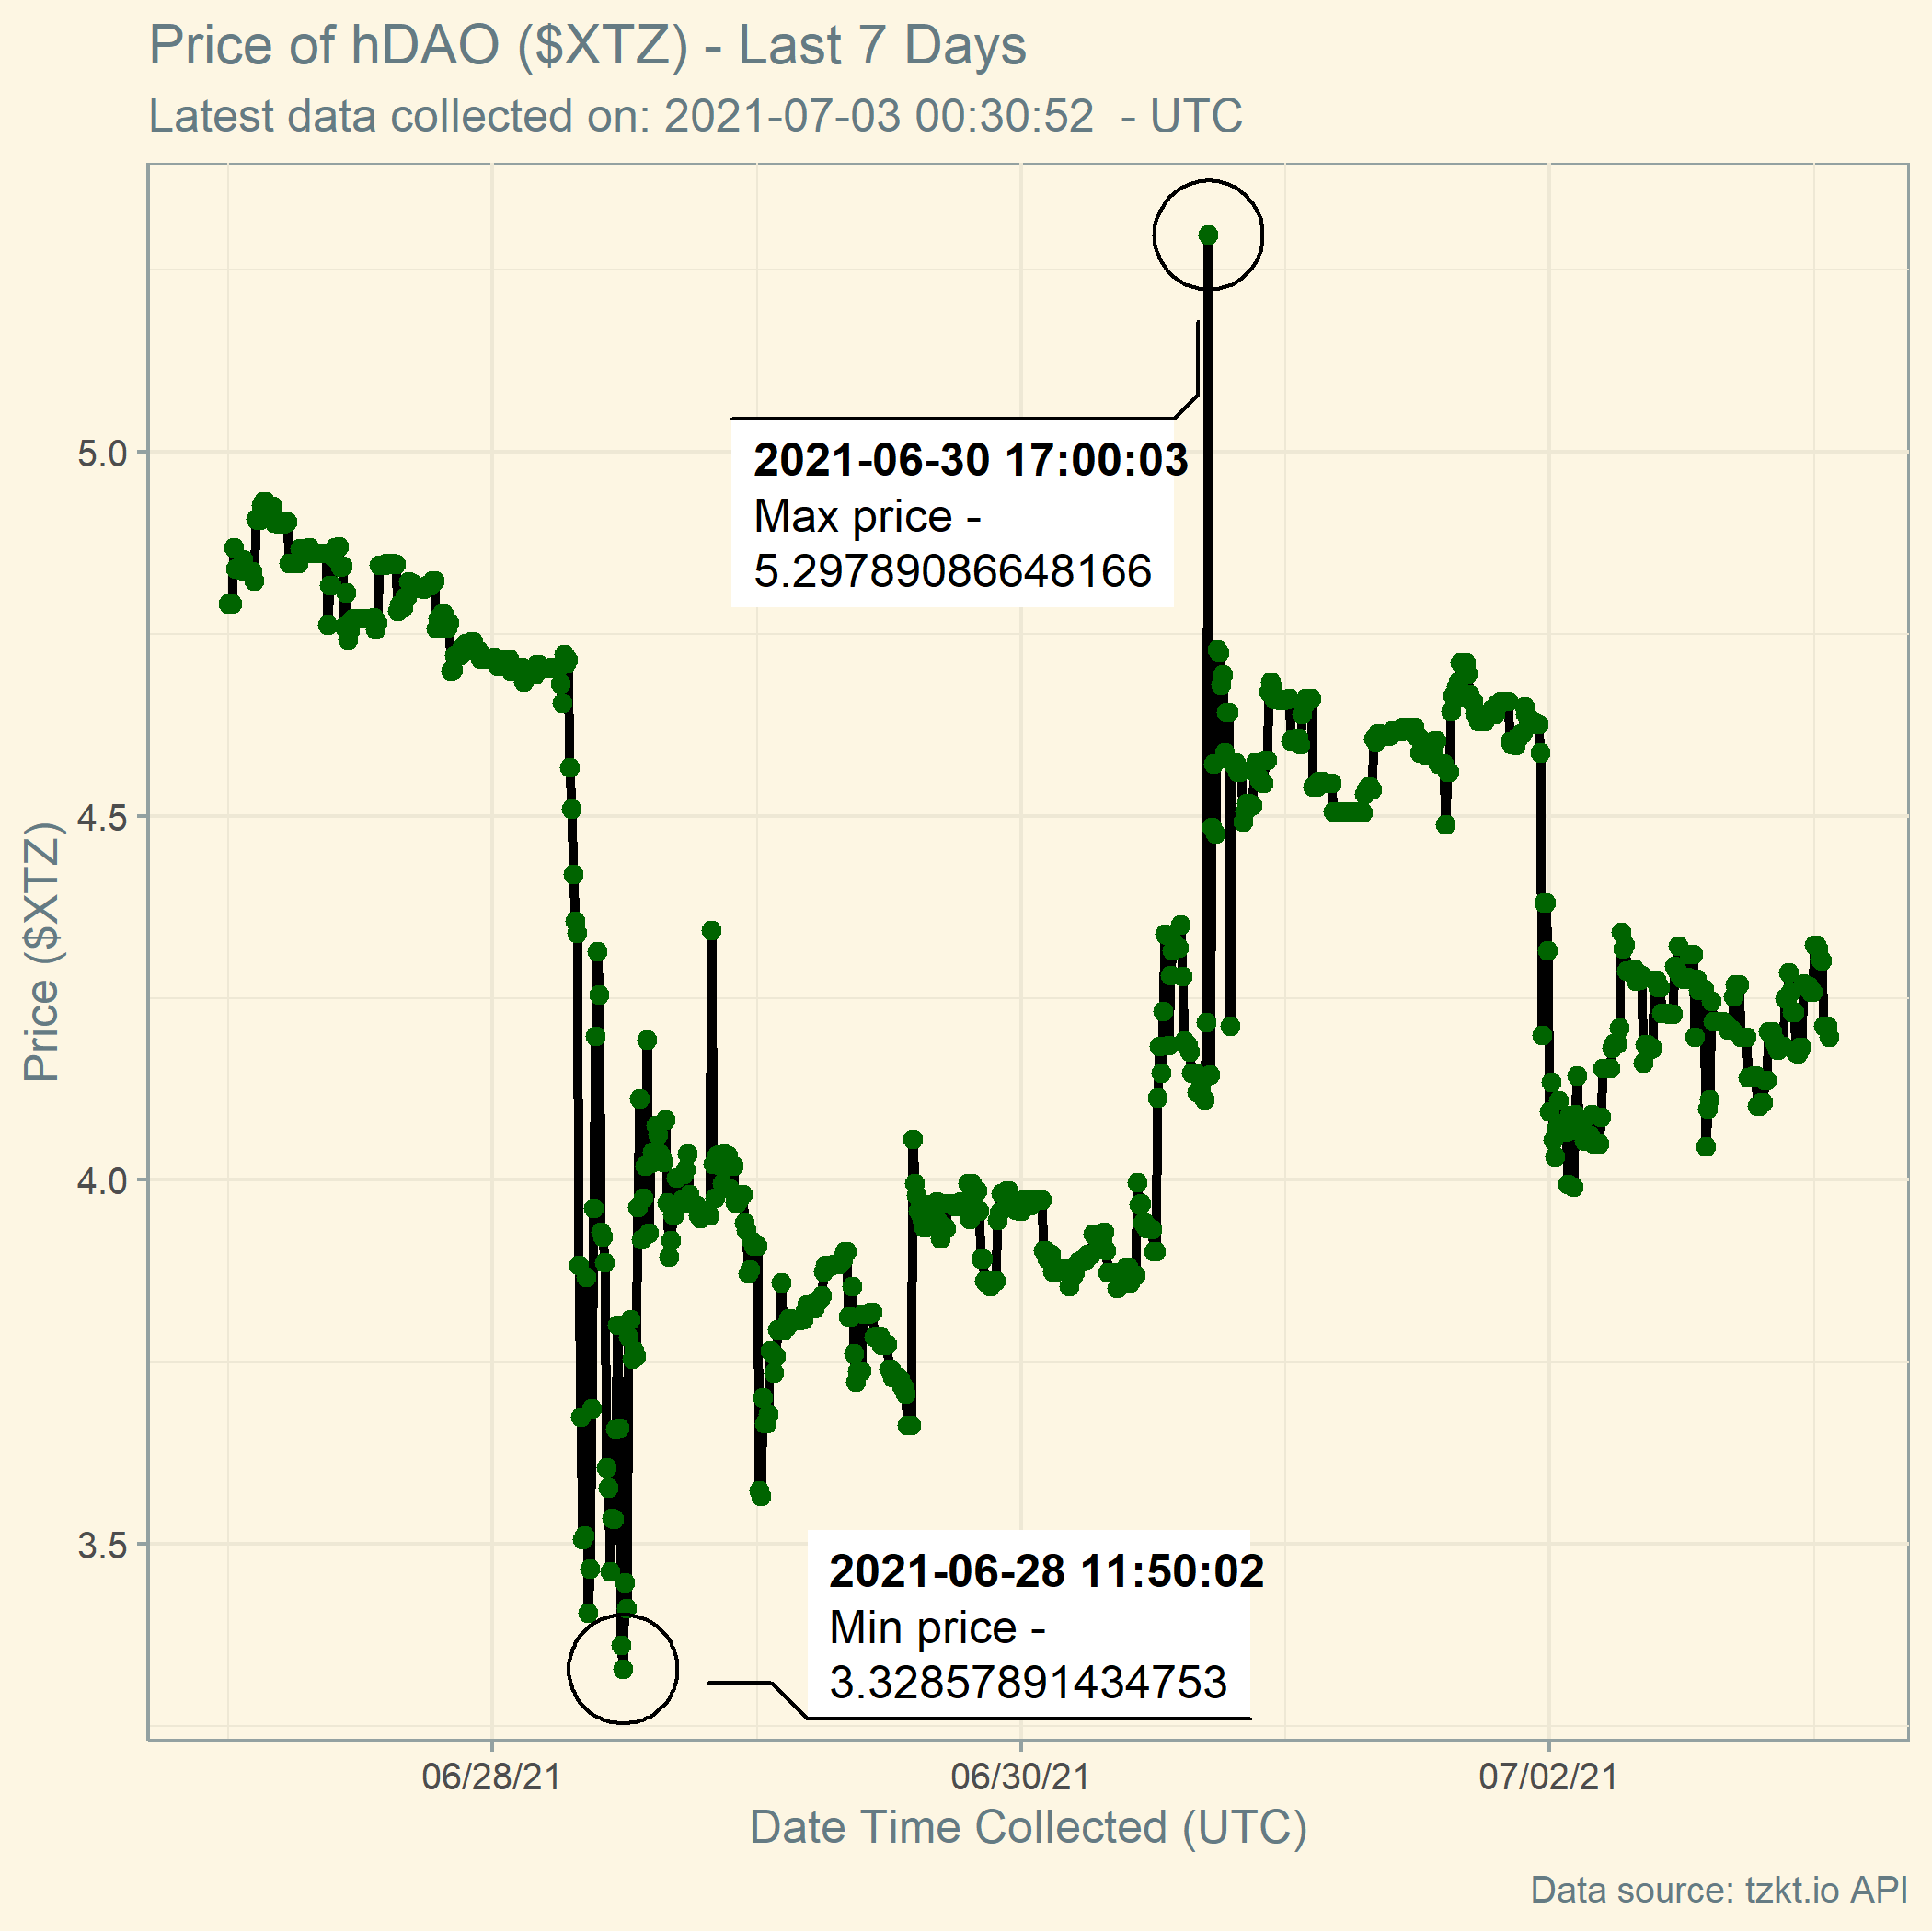 Price of hDAO ($XTZ) - Last 7 Days
Latest data collected on: 2021-07-03 00:30:52  - UTC
Price ($XTZ)
5.0
4.5
4.0
3.5
2021-06-30 17:00:03
Max price -
5.29789086648166
2021-06-28 11:50:02
Min price -
3.32857891434753
06/28/21
06/30/21
07/02/21
Date Time Collected (UTC)
Data source: tzkt.io API